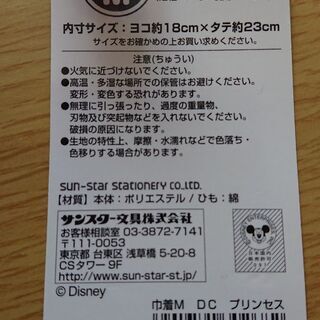 内寸サイズ：ヨコ約18cm×タテ約23cm
サイズをお確かめの上お買い求めください。
注意(ちゅうい)
●火気に近づけないでください。
●高温・多湿な場所での保管はお避けください。
変形・変色する恐れがあります。
●無理に引っ張ったり、過度の重量物、
刃物及び突起物などを入れないでください。
破損の原因になります。
●生地の特性上、摩擦・水濡れなどで色落ち・
色移りする場合があります。
SUN-STAR STATIONERY CO.,LTD.
【材質】本体：ポリエステル/ひも：綿
サンスター文具株式会社
お客様相談室 03-3872-7141
〒111-0053
東京都 台東区 浅草橋 5-20-8
CSタワー 9F
http://www.sun-star-st.jp/
© Disney
日本国内
販売許可
巾着M DC プリンセス